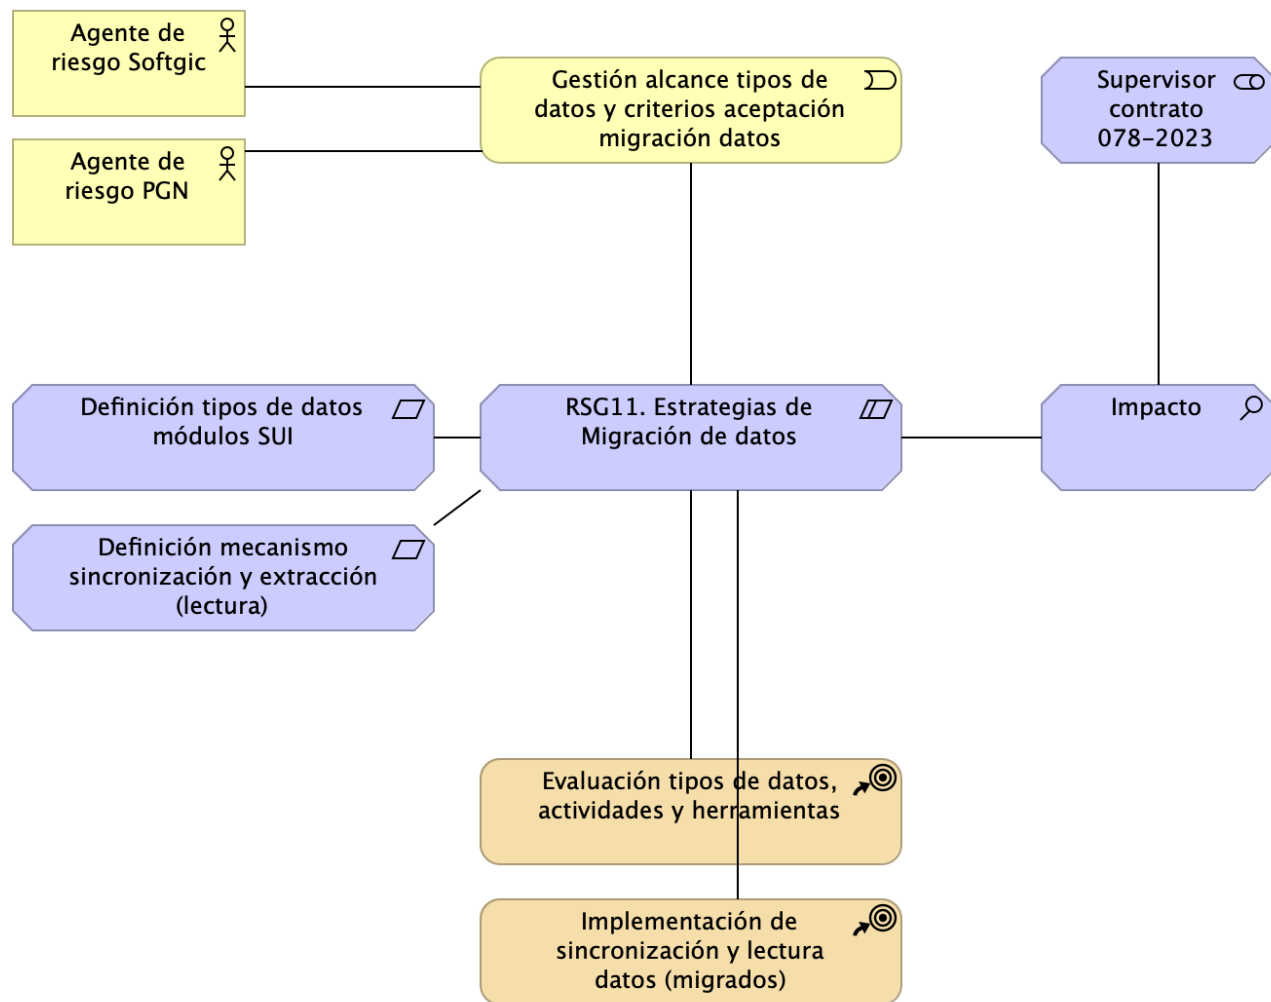 Agente de
riesgo Softgic
Agente de
riesgo PGN
Gestión alcance tipos de
datos y criterios aceptación
migración datos
Supervisor
contrato
078-2023
Definición tipos de datos
módulos SUI
RSG11. Estrategias de
Migración de datos
Impacto
Definición mecanismo
sincronización y extracción
(lectura)
Evaluación tipos de datos,
actividades y herramientas
Implementación de
sincronización y lectura
datos (migrados)